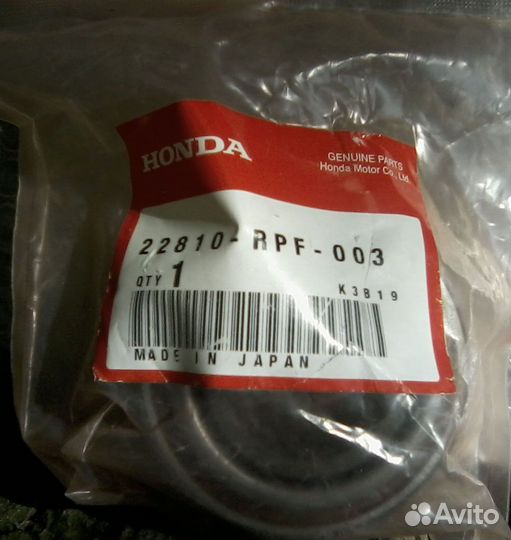 HONDA
GENUINE PARTS
Honda Motor Co., Ltd.
22810-RPF-003
QTY 1
K3819
MADE IN JAPAN
Avito